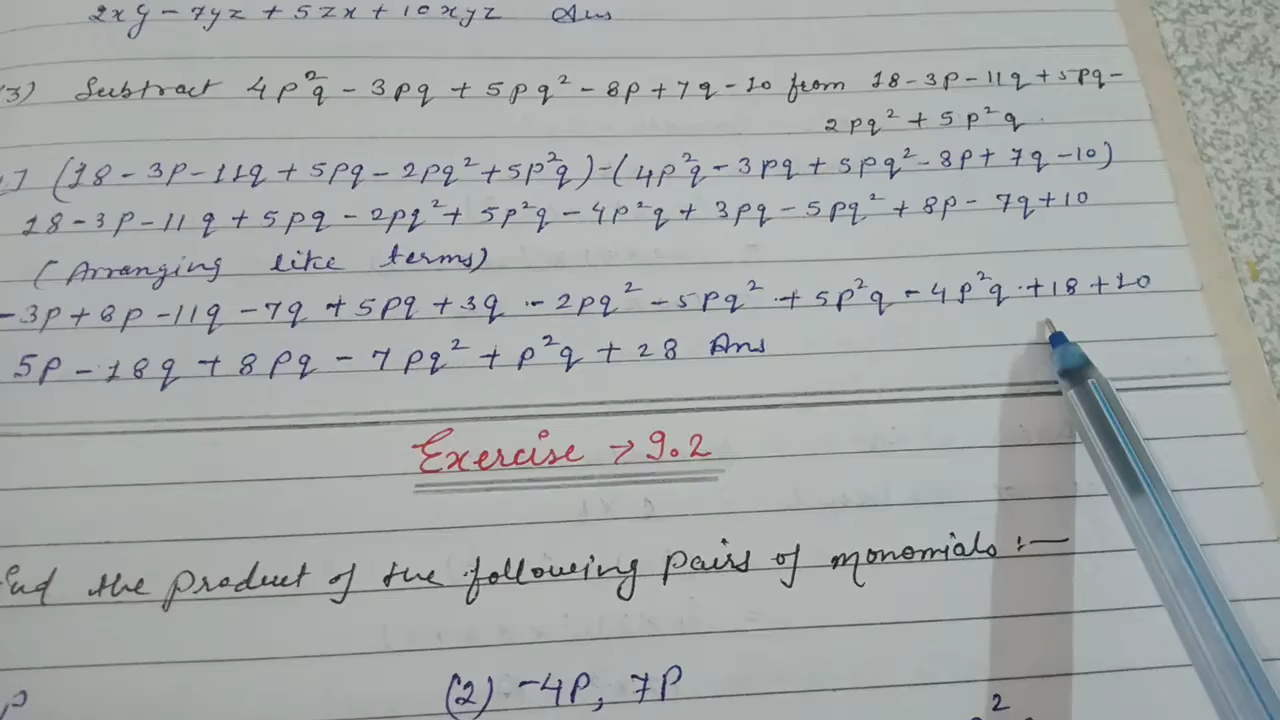 2xy - 7yz + 5zx + 10xyz Ans
3) Subtract 4p²q - 3pq + 5pq² - 8p + 7q - 10 from 18 - 3p - 11q + 5pq -
2pq² + 5p²q.
(18 - 3p - 11q + 5pq - 2pq² + 5p²q) - (4p²q - 3pq + 5pq² - 8p + 7q - 10)
18 - 3p - 11q + 5pq - 2pq² + 5p²q - 4p²q + 3pq - 5pq² + 8p - 7q + 10
(Arranging like terms)
-3p + 8p - 11q - 7q + 5pq + 3q - 2pq² - 5pq² + 5p²q - 4p²q + 18 + 10
5p - 18q + 8pq - 7pq² + p²q + 28 Ans
Exercise → 9.2
the product of the following pairs of monomials :—
(2) -4p, 7p
2